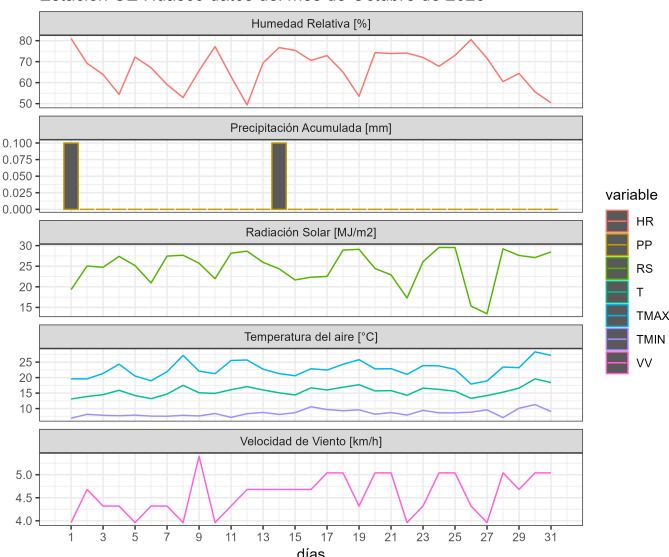 Humedad Relativa [%]
80
70
60
50
Precipitación Acumulada [mm]
0.100
0.075
0.050
0.025
0.000
Radiación Solar [MJ/m2]
30
25
20
15
Temperatura del aire [°C]
25
20
15
10
Velocidad de Viento [km/h]
5.0
4.5
4.0
1 3 5 7 9 11 13 15 17 19 21 23 25 27 29 31
días
variable
HR
PP
RS
T
TMAX
TMIN
VV